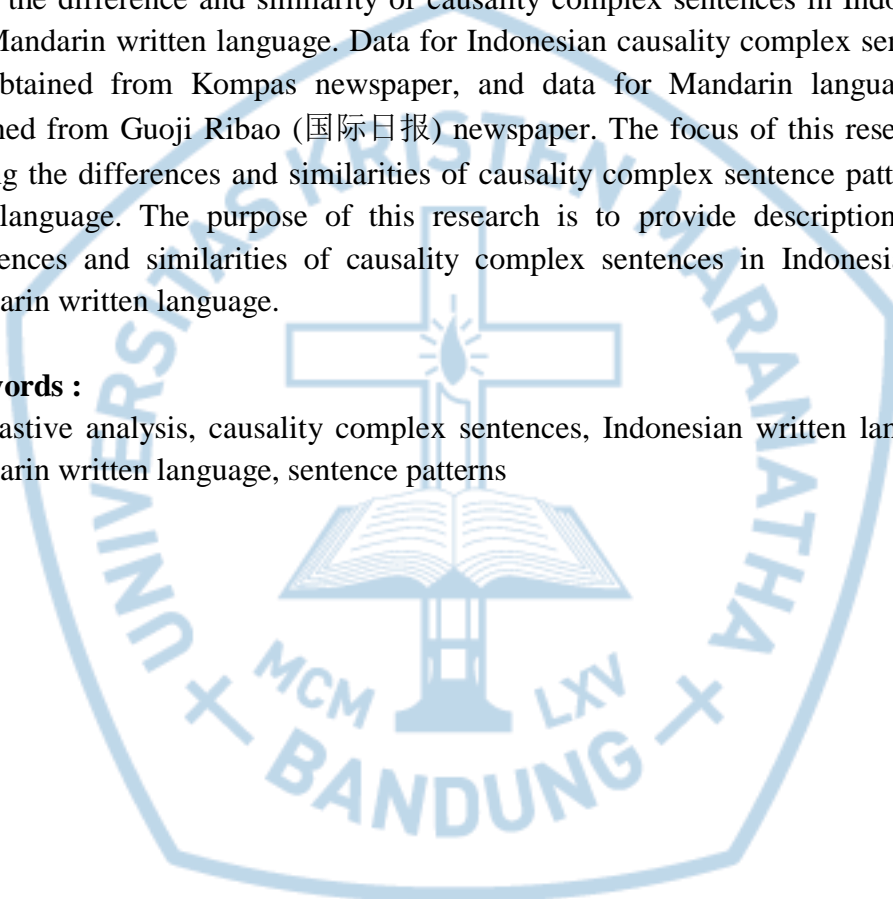 the difference and similarity of causality complex sentences in Indo
Mandarin written language. Data for Indonesian causality complex sen
btained from Kompas newspaper, and data for Mandarin langua
ned from Guoji Ribao (国际日报) newspaper. The focus of this rese
g the differences and similarities of causality complex sentence patt
language. The purpose of this research is to provide description
ences and similarities of causality complex sentences in Indonesia
arin written language.
words :
astive analysis, causality complex sentences, Indonesian written lan
arin written language, sentence patterns
UNIVERSITAS KRISTEN MARANATHA
MCM LXV
BANDUNG